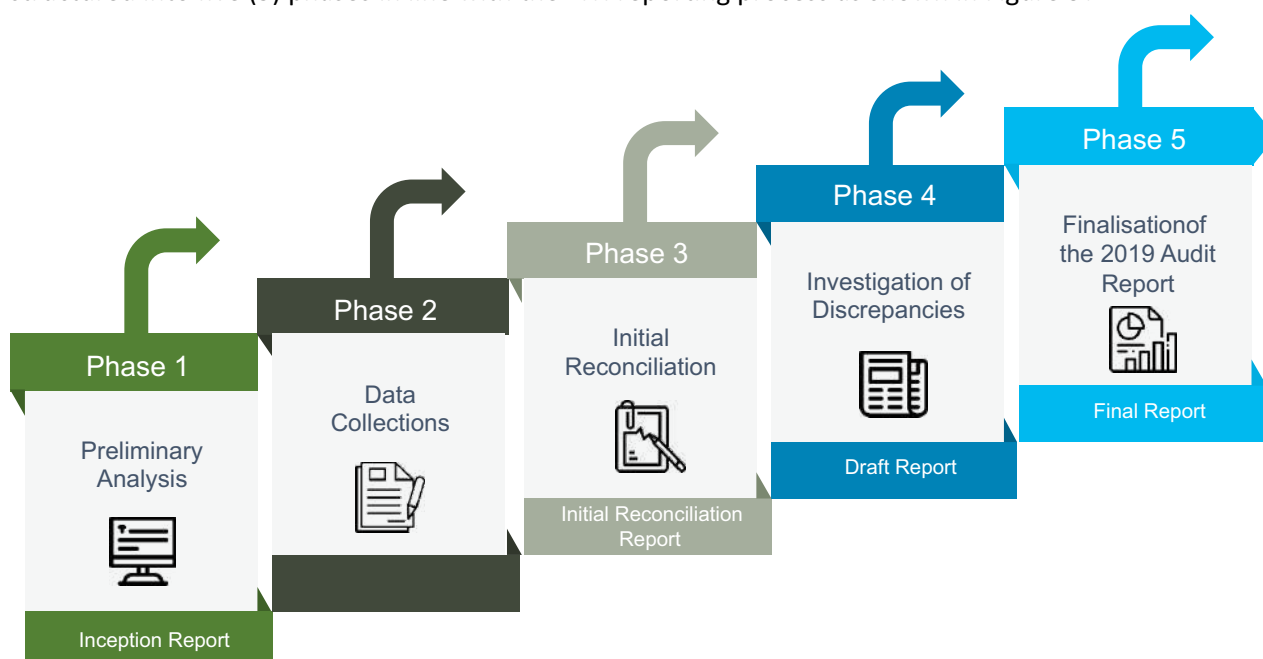 Phase 1
Preliminary
Analysis
Inception Report
Phase 2
Data
Collections
Phase 3
Initial
Reconciliation
Initial Reconciliation
Report
Phase 4
Investigation of
Discrepancies
Draft Report
Phase 5
Finalisationof
the 2019 Audit
Report
Final Report